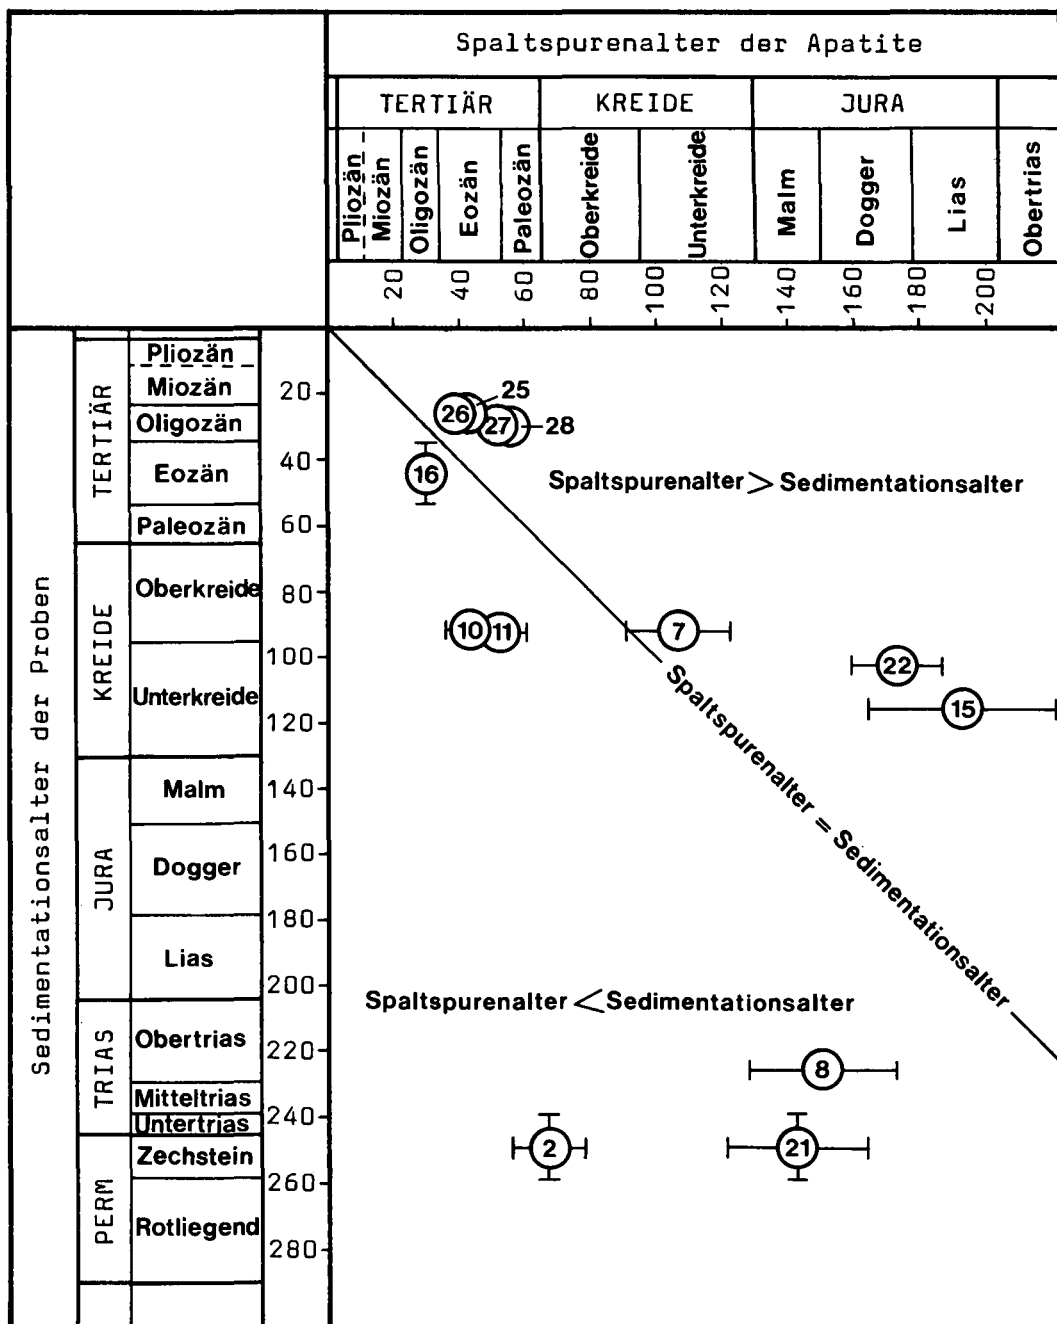 Spaltspurenalter der Apatite
TERTIÄR KREIDE JURA
Pliozän
Miozän
Oligozän
Eozän
Paleozän
Oberkreide
Unterkreide
Malm
Dogger
Lias
Obertrias
20 40 60 80 100 120 140 160 180 200
Sedimentationsalter der Proben
TERTIÄR
Pliozän
Miozän
Oligozän
Eozän
Paleozän
KREIDE
Oberkreide
Unterkreide
JURA
Malm
Dogger
Lias
TRIAS
Obertrias
Mitteltrias
Untertrias
PERM
Zechstein
Rotliegend
20
40
60
80
100
120
140
160
180
200
220
240
260
280
25
26
27 28
16
Spaltspurenalter > Sedimentationsalter
10 11 7
22
15
Spaltspurenalter = Sedimentationsalter
Spaltspurenalter < Sedimentationsalter
8
2 21